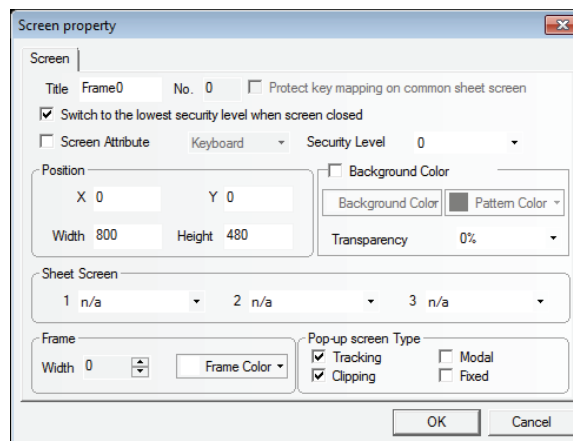 Screen property
Screen
Title Frame0 No. 0 Protect key mapping on common sheet screen
Switch to the lowest security level when screen closed
Screen Attribute Keyboard Security Level 0
Position Background Color
X 0 Y 0 Background Color Pattern Color
Width 800 Height 480 Transparency 0%
Sheet Screen
1 n/a 2 n/a 3 n/a
Frame Pop-up screen Type
Width 0 Frame Color Tracking Modal
Clipping Fixed
OK Cancel